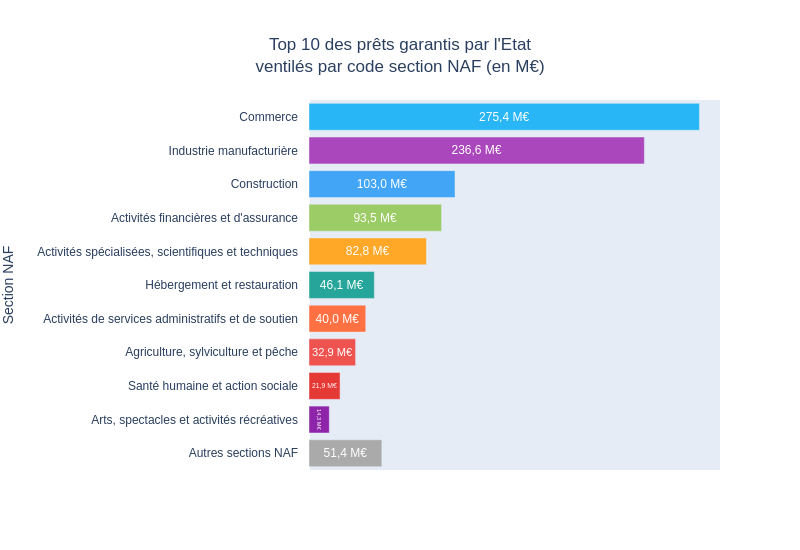 Top 10 des prêts garantis par l'Etat
ventilés par code section NAF (en M€)
Section NAF
Commerce 275,4 M€
Industrie manufacturière 236,6 M€
Construction 103,0 M€
Activités financières et d'assurance 93,5 M€
Activités spécialisées, scientifiques et techniques 82,8 M€
Hébergement et restauration 46,1 M€
Activités de services administratifs et de soutien 40,0 M€
Agriculture, sylviculture et pêche 32,9 M€
Santé humaine et action sociale 21,9 M€
Arts, spectacles et activités récréatives M€
Autres sections NAF 51,4 M€